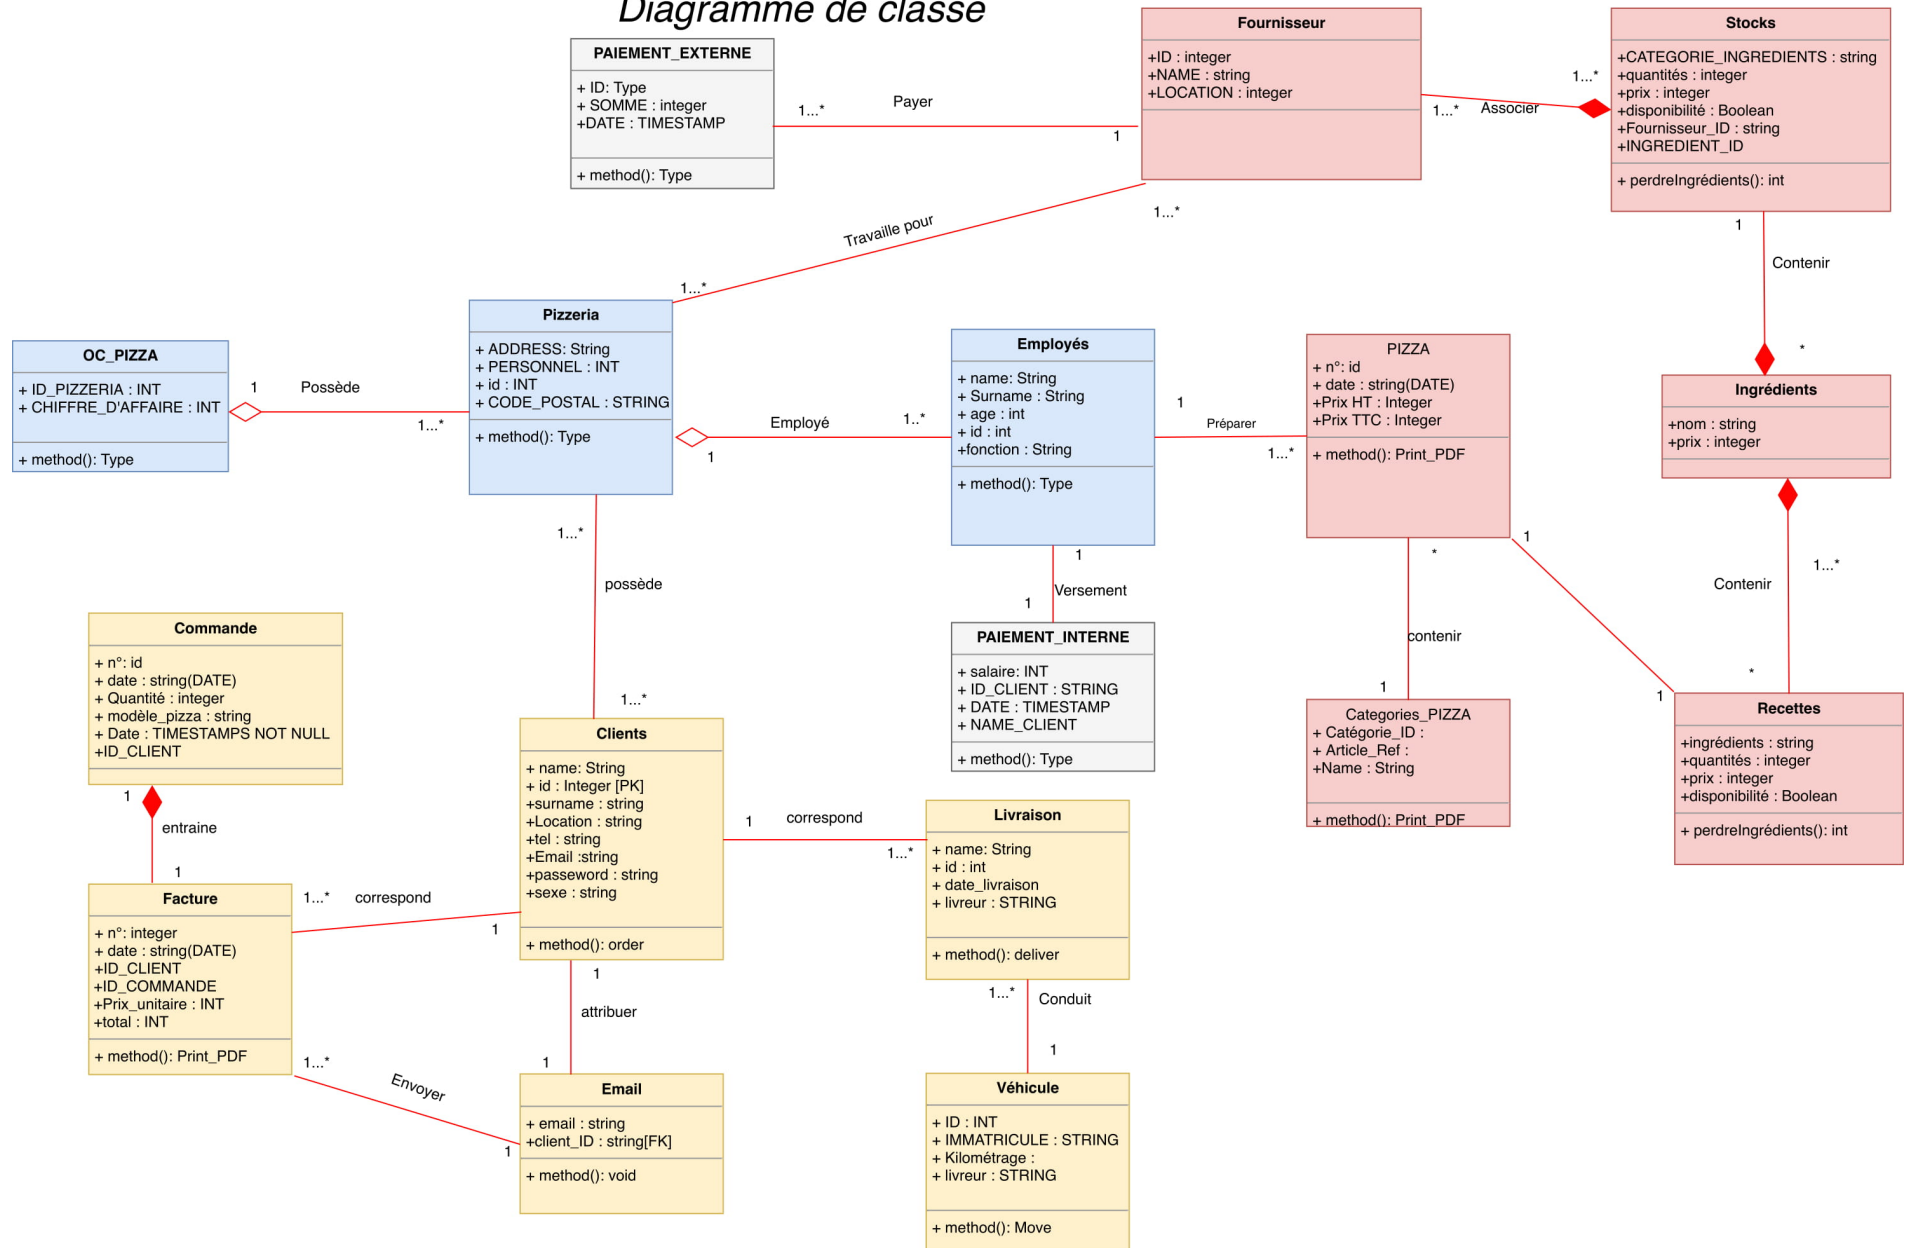 Diagramme de classe
PAIEMENT_EXTERNE
+ ID: Type
+ SOMME : integer
+DATE : TIMESTAMP
+ method(): Type
1...*
Payer
1
Fournisseur
+ID : integer
+NAME : string
+LOCATION : integer
1...*
Associer
1...*
Stocks
+CATEGORIE_INGREDIENTS : string
+quantités : integer
+prix : integer
+disponibilité : Boolean
+Fournisseur_ID : string
+INGREDIENT_ID
+ perdreIngrédients(): int
1
Contenir
*
Travaille pour
1...*
1...*
OC_PIZZA
+ ID_PIZZERIA : INT
+ CHIFFRE_D'AFFAIRE : INT
+ method(): Type
1
Possède
1...*
Pizzeria
+ ADDRESS: String
+ PERSONNEL : INT
+ id : INT
+ CODE_POSTAL : STRING
+ method(): Type
1
Employé
1..*
Employés
+ name: String
+ Surname : String
+ age : int
+ id : int
+fonction : String
+ method(): Type
1
Préparer
1...*
PIZZA
+ n°: id
+ date : string(DATE)
+Prix HT : Integer
+Prix TTC : Integer
+ method(): Print_PDF
Ingrédients
+nom : string
+prix : integer
1...*
Contenir
*
1...*
possède
1...*
1
Versement
1
PAIEMENT_INTERNE
+ salaire: INT
+ ID_CLIENT : STRING
+ DATE : TIMESTAMP
+ NAME_CLIENT
+ method(): Type
*
contenir
1
1
1
Categories_PIZZA
+ Catégorie_ID :
+ Article_Ref :
+Name : String
+ method(): Print_PDF
Recettes
+ingrédients : string
+quantités : integer
+prix : integer
+disponibilité : Boolean
+ perdreIngrédients(): int
Commande
+ n°: id
+ date : string(DATE)
+ Quantité : integer
+ modèle_pizza : string
+ Date : TIMESTAMPS NOT NULL
+ID_CLIENT
1
entraine
1
Clients
+ name: String
+ id : Integer [PK]
+surname : string
+Location : string
+tel : string
+Email :string
+passeword : string
+sexe : string
+ method(): order
1
correspond
1...*
Livraison
+ name: String
+ id : int
+ date_livraison
+ livreur : STRING
+ method(): deliver
Facture
+ n°: integer
+ date : string(DATE)
+ID_CLIENT
+ID_COMMANDE
+Prix_unitaire : INT
+total : INT
+ method(): Print_PDF
1...*
correspond
1
1
attribuer
1
1...*
Envoyer
1
Email
+ email : string
+client_ID : string[FK]
+ method(): void
1...*
Conduit
1
Véhicule
+ ID : INT
+ IMMATRICULE : STRING
+ Kilométrage :
+ livreur : STRING
+ method(): Move